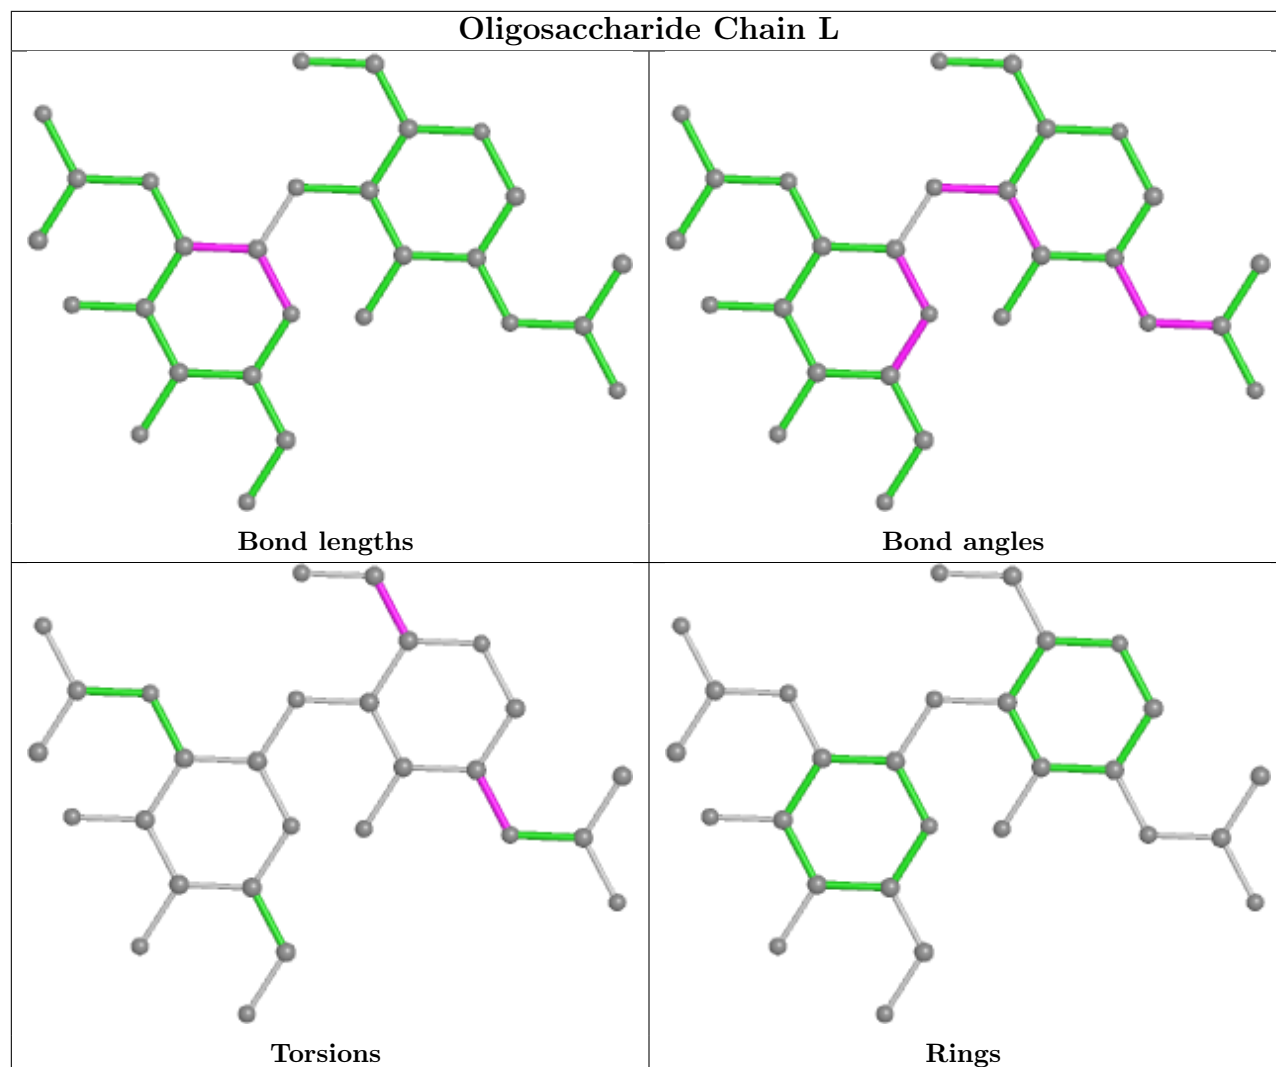 Oligosaccharide Chain L
Bond lengths
Bond angles
Torsions
Rings